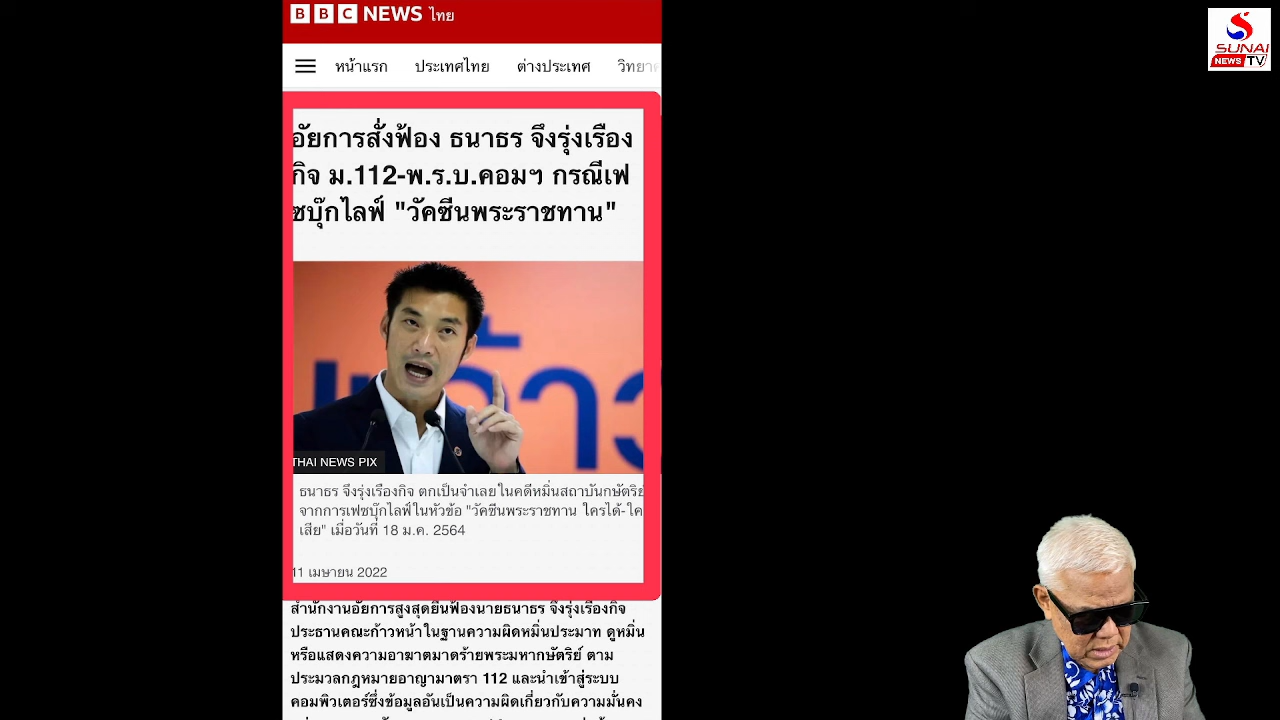 BBC NEWS ไทย
SUNAI
NEWS TV
หน้าแรก ประเทศไทย ต่างประเทศ
อัยการสั่งฟ้อง ธนาธร จึงรุ่งเรือง
กิจ ม.112-พ.ร.บ.คอมฯ กรณีเฟ
ซบุ๊กไลฟ์ "วัคซีนพระราชทาน"
THAI NEWS PIX
ธนาธร จึงรุ่งเรืองกิจ ตกเป็นจำเลยในคดีหมิ่นสถาบันกษัตริย์
จากการเฟซบุ๊กไลฟ์ในหัวข้อ "วัคซีนพระราชทาน ใครได้-ใค
เสีย" เมื่อวันที่ 18 ม.ค. 2564
11 เมษายน 2022
สำนักงานอัยการสูงสุดยื่นฟ้องนายธนาธร จึงรุ่งเรืองกิจ
ประธานคณะก้าวหน้าในฐานความผิดหมิ่นประมาท ดูหมิ่น
หรือแสดงความอาฆาตมาดร้ายพระมหากษัตริย์ ตาม
ประมวลกฎหมายอาญามาตรา 112 และนำเข้าสู่ระบบ
คอมพิวเตอร์ซึ่งข้อมูลอันเป็นความผิดเกี่ยวกับความมั่นคง